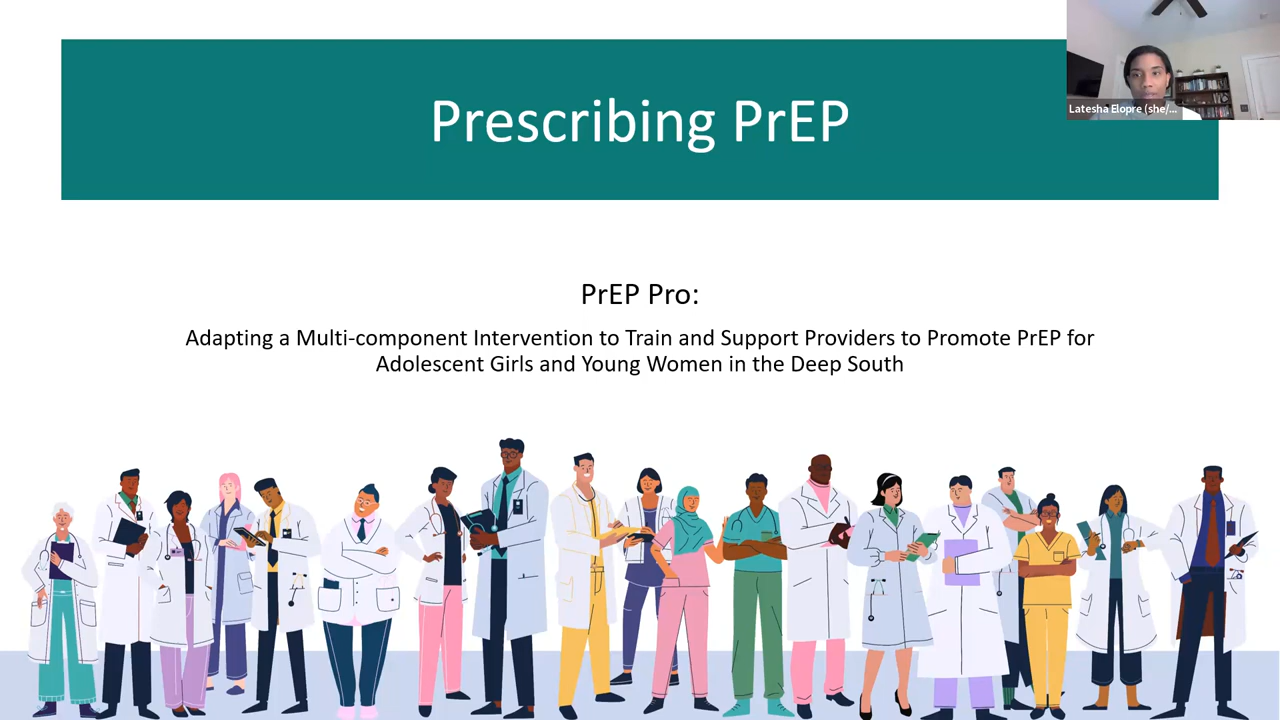 Prescribing PrEP
Latesha Elopre (she/...
PrEP Pro:
Adapting a Multi-component Intervention to Train and Support Providers to Promote PrEP for
Adolescent Girls and Young Women in the Deep South